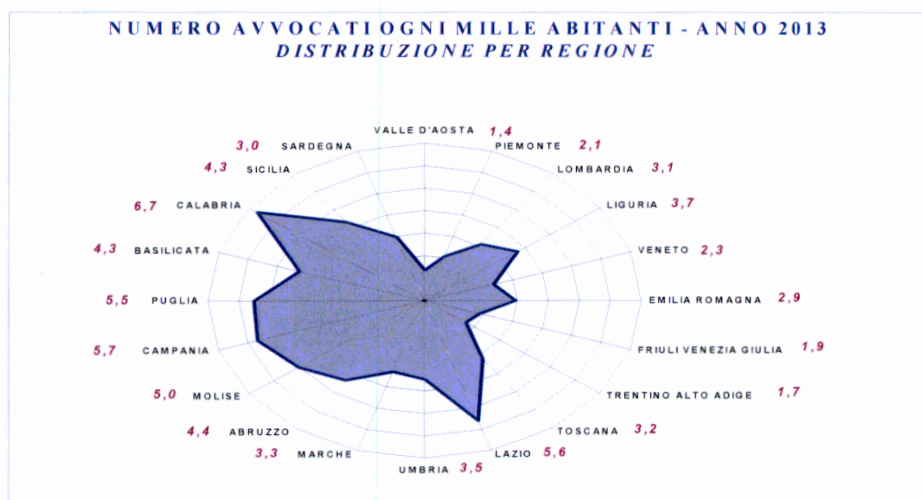 NUMERO AVVOCATI OGNI MILLE ABITANTI - ANNO 2013
DISTRIBUZIONE PER REGIONE
VALLE D'AOSTA 1,4
PIEMONTE 2,1
LOMBARDIA 3,1
LIGURIA 3,7
VENETO 2,3
EMILIA ROMAGNA 2,9
FRIULI VENEZIA GIULIA 1,9
TRENTINO ALTO ADIGE 1,7
TOSCANA 3,2
LAZIO 5,6
UMBRIA 3,5
3,3 MARCHE
4,4 ABRUZZO
5,0 MOLISE
5,7 CAMPANIA
5,5 PUGLIA
4,3 BASILICATA
6,7 CALABRIA
4,3 SICILIA
3,0 SARDEGNA